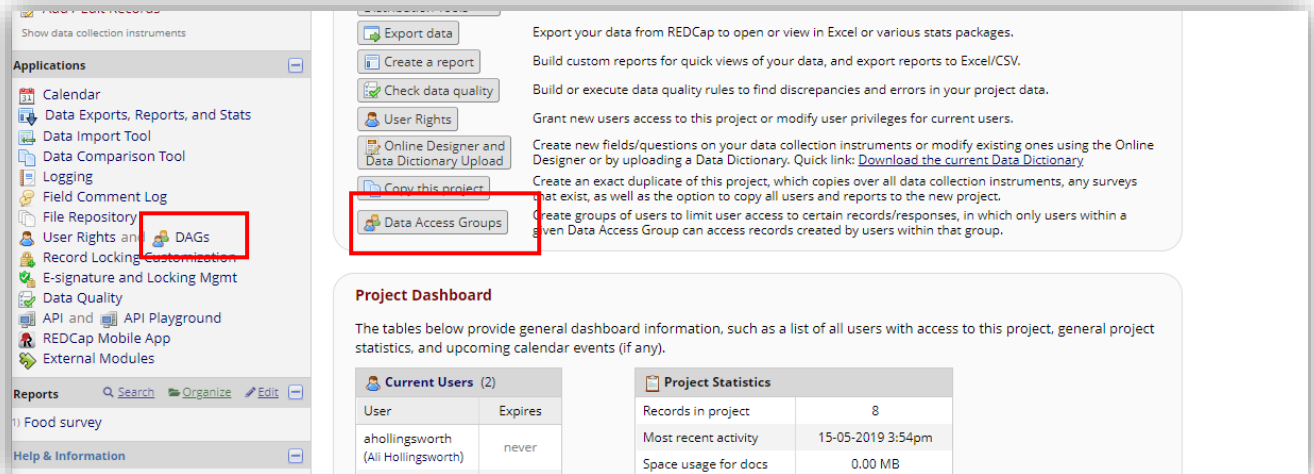 Add / Edit Records
Show data collection instruments
Applications
Calendar
Data Exports, Reports, and Stats
Data Import Tool
Data Comparison Tool
Logging
Field Comment Log
File Repository
User Rights and DAGs
Record Locking Customization
E-signature and Locking Mgmt
Data Quality
API and API Playground
REDCap Mobile App
External Modules
Reports Search Organize Edit
1) Food survey
Help & Information
Distribution Tools
Export data
Export your data from REDCap to open or view in Excel or various stats packages.
Create a report
Build custom reports for quick views of your data, and export reports to Excel/CSV.
Check data quality
Build or execute data quality rules to find discrepancies and errors in your project data.
User Rights
Grant new users access to this project or modify user privileges for current users.
Online Designer and
Data Dictionary Upload
Create new fields/questions on your data collection instruments or modify existing ones using the Online
Designer or by uploading a Data Dictionary. Quick link: Download the current Data Dictionary
Copy this project
Create an exact duplicate of this project, which copies over all data collection instruments, any surveys
that exist, as well as the option to copy all users and reports to the new project.
Data Access Groups
Create groups of users to limit user access to certain records/responses, in which only users within a
given Data Access Group can access records created by users within that group.
Project Dashboard
The tables below provide general dashboard information, such as a list of all users with access to this project, general project
statistics, and upcoming calendar events (if any).
Current Users (2)
User Expires
ahollingsworth
(Ali Hollingsworth)
never
Project Statistics
Records in project 8
Most recent activity 15-05-2019 3:54pm
Space usage for docs 0.00 MB